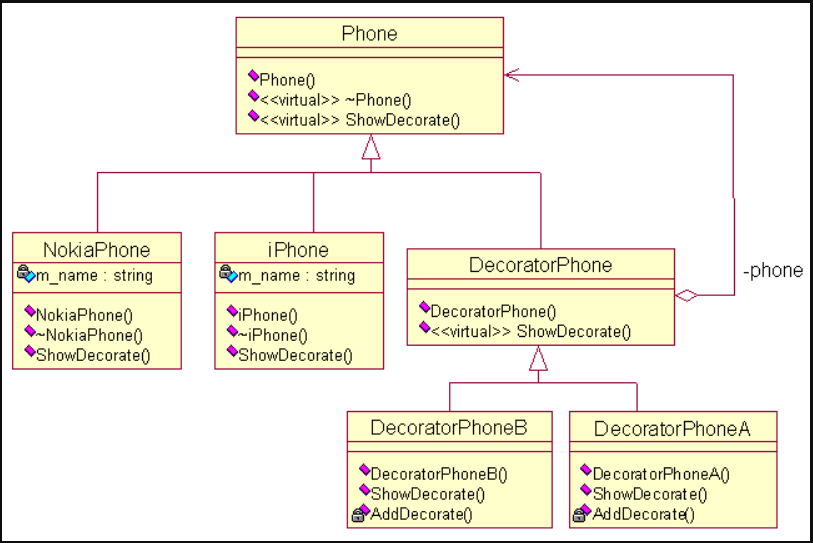 Phone
Phone()
<<virtual>> ~Phone()
<<virtual>> ShowDecorate()
NokiaPhone
m_name : string
NokiaPhone()
~NokiaPhone()
ShowDecorate()
iPhone
m_name : string
iPhone()
~iPhone()
ShowDecorate()
DecoratorPhone
DecoratorPhone()
<<virtual>> ShowDecorate()
-phone
DecoratorPhoneB
DecoratorPhoneB()
ShowDecorate()
AddDecorate()
DecoratorPhoneA
DecoratorPhoneA()
ShowDecorate()
AddDecorate()